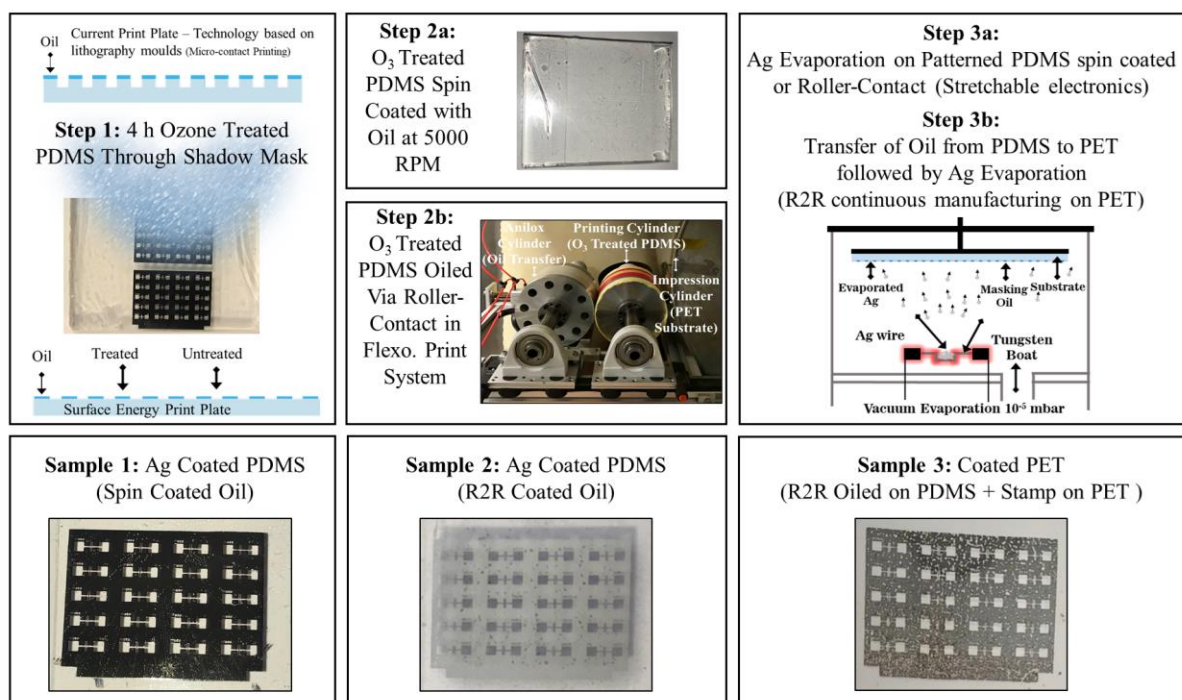 Oil
Current Print Plate – Technology based on
lithography moulds (Micro-contact Printing)
Step 1: 4 h Ozone Treated
PDMS Through Shadow Mask
Oil
Treated
Untreated
Surface Energy Print Plate
Step 2a:
O₃ Treated
PDMS Spin
Coated with
Oil at 5000
RPM
Step 2b:
O₃ Treated
PDMS Oiled
Via Roller-
Contact in
Flexo. Print
System
Anilox
Cylinder
(Oil Transfer)
Printing Cylinder
(O₃ Treated PDMS)
Impression
Cylinder
(PET
Substrate)
Step 3a:
Ag Evaporation on Patterned PDMS spin coated
or Roller-Contact (Stretchable electronics)
Step 3b:
Transfer of Oil from PDMS to PET
followed by Ag Evaporation
(R2R continuous manufacturing on PET)
Evaporated
Ag
Masking
Oil
Substrate
Ag wire
Tungsten
Boat
Vacuum Evaporation 10⁻⁵ mbar
Sample 1: Ag Coated PDMS
(Spin Coated Oil)
Sample 2: Ag Coated PDMS
(R2R Coated Oil)
Sample 3: Coated PET
(R2R Oiled on PDMS + Stamp on PET )